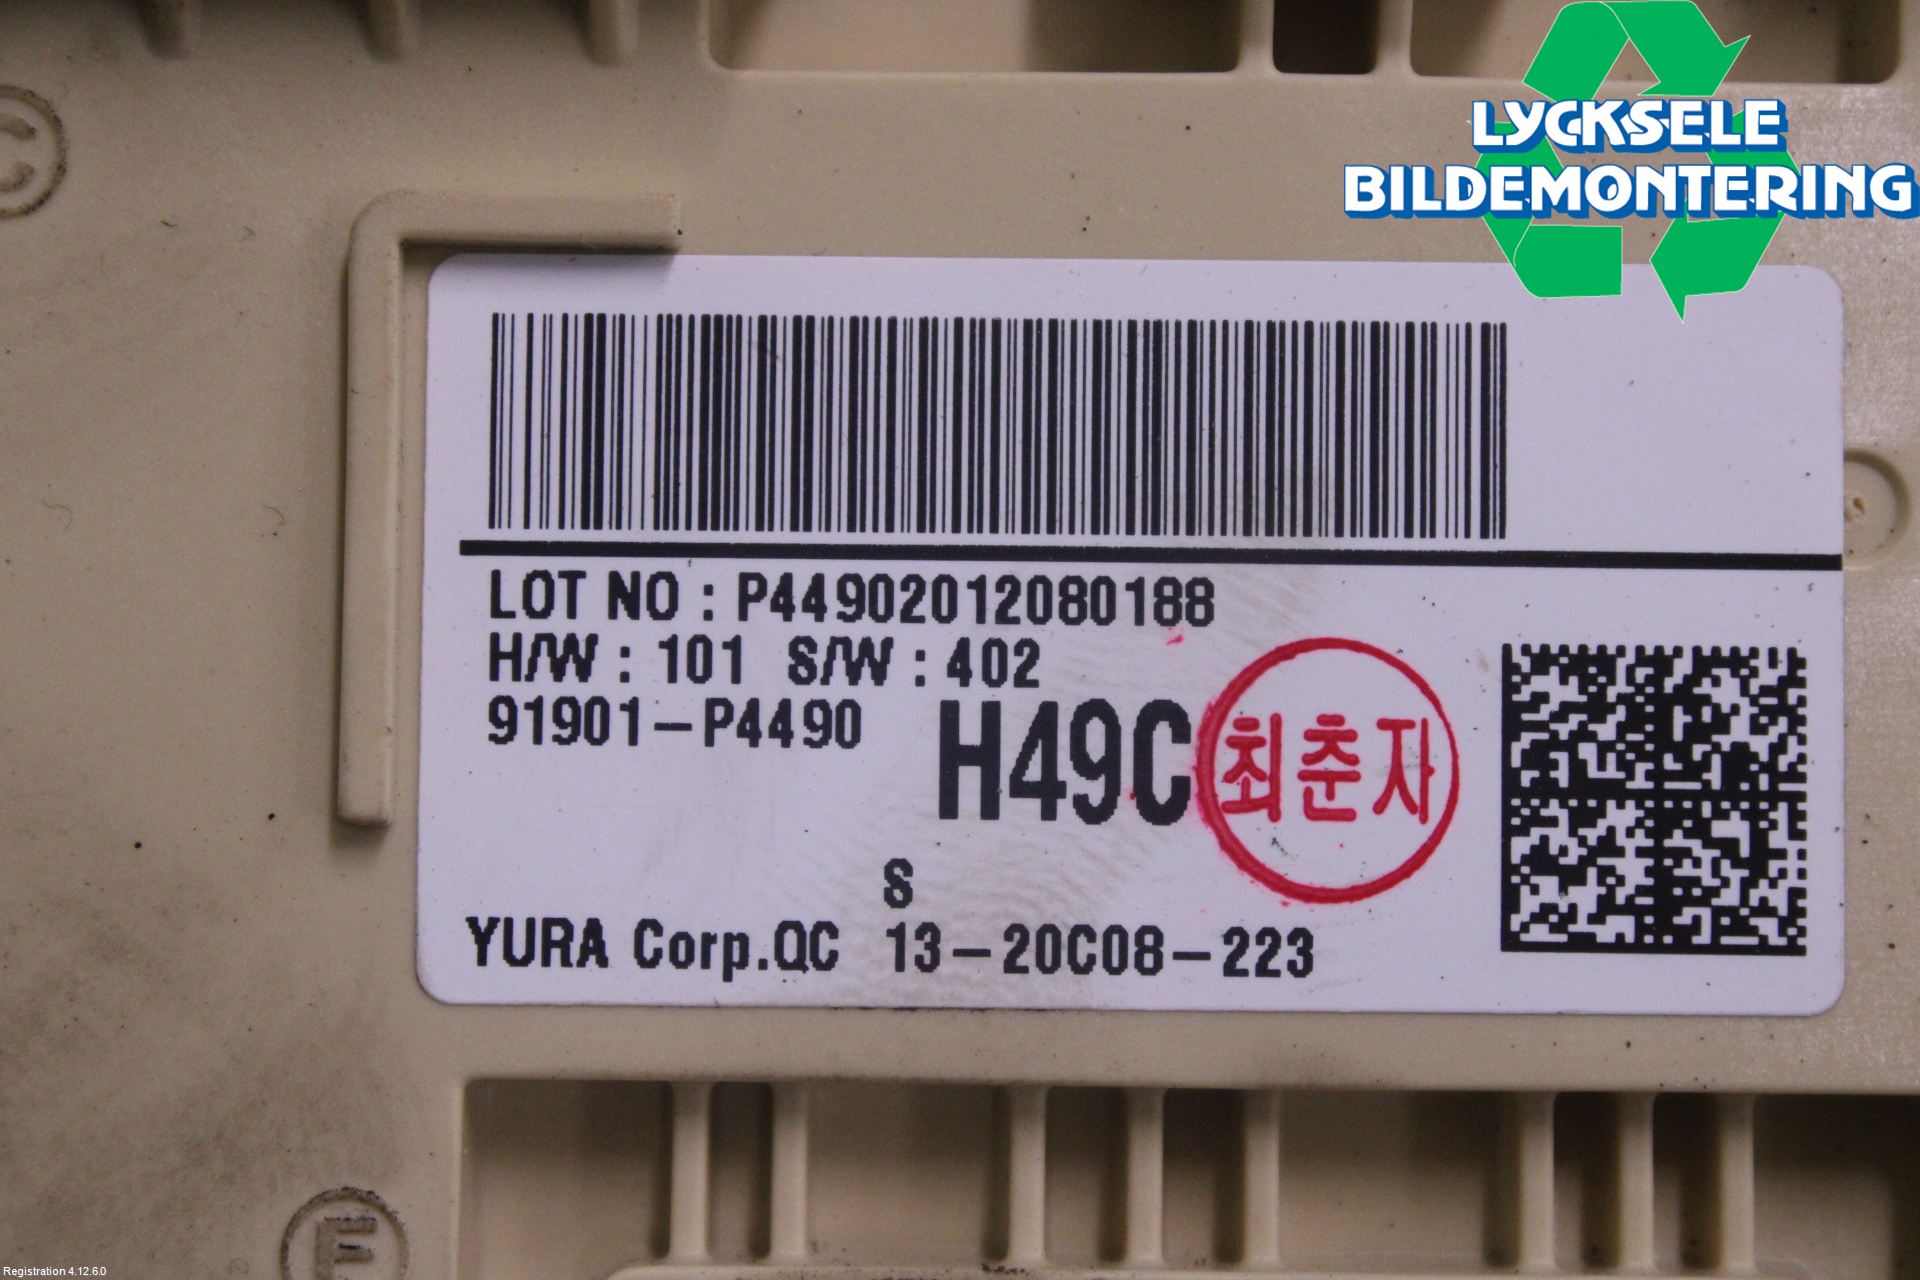 LYCKSELE
BILDEMONTERING
C
LOT NO : P44902012080188
H/W : 101 S/W : 402
91901-P4490
H49C
최춘자
S
YURA Corp.QC 13-20C08-223
E
Registration 4.12.6.0